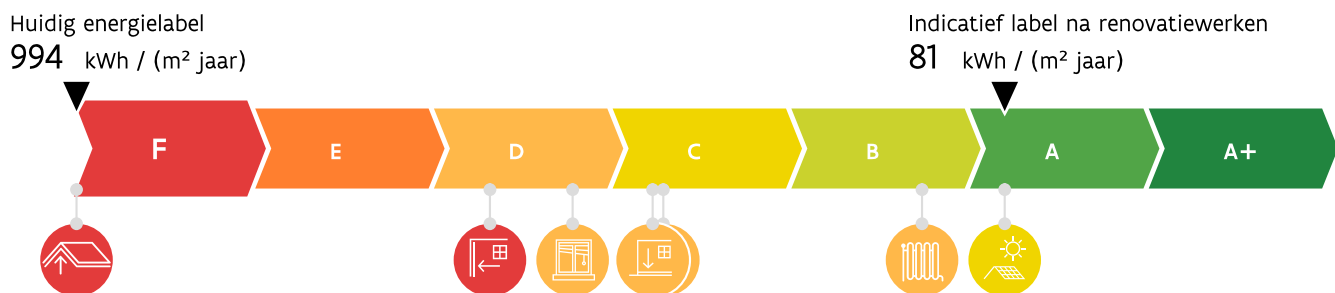 Huidig energielabel
994 kWh / (m² jaar)
Indicatief label na renovatiewerken
81 kWh / (m² jaar)
F E D C B A A+